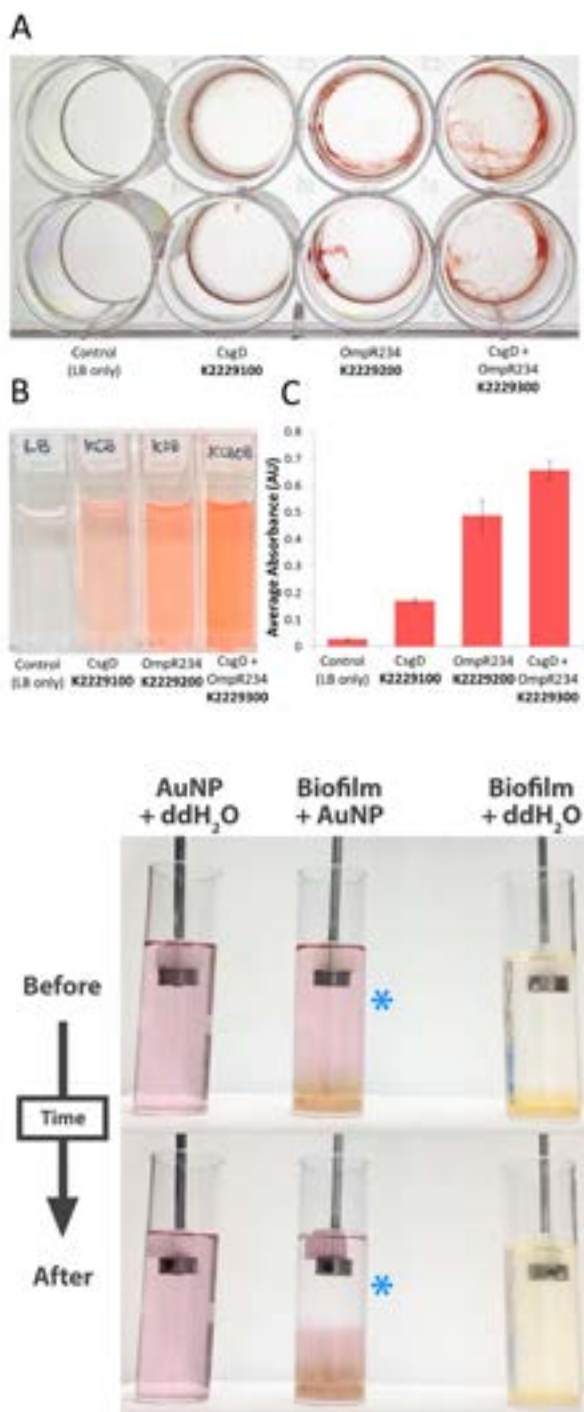 A
Control
(LB only)
CsgD
K2229100
OmpR234
K2229200
CsgD +
OmpR234
K2229300
B
LB
Control
(LB only)
CsgD
K2229100
OmpR234
K2229200
CsgD +
OmpR234
K2229300
C
Average Absorbance (AU)
0.8
0.7
0.6
0.5
0.4
0.3
0.2
0.1
0
Control
(LB only)
CsgD
K2229100
OmpR234
K2229200
CsgD +
OmpR234
K2229300
AuNP
+ ddH₂O
Biofilm
+ AuNP
Biofilm
+ ddH₂O
Before
*
Time
After
*